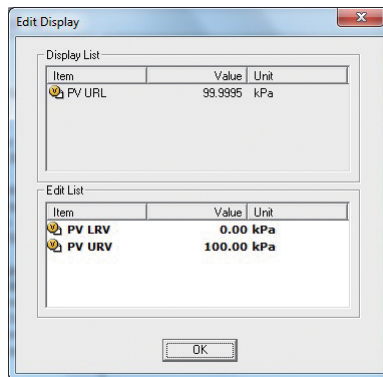 Edit Display
Display List
Item Value Unit
PV URL 99.9995 kPa
Edit List
Item Value Unit
PV LRV 0.00 kPa
PV URV 100.00 kPa
OK